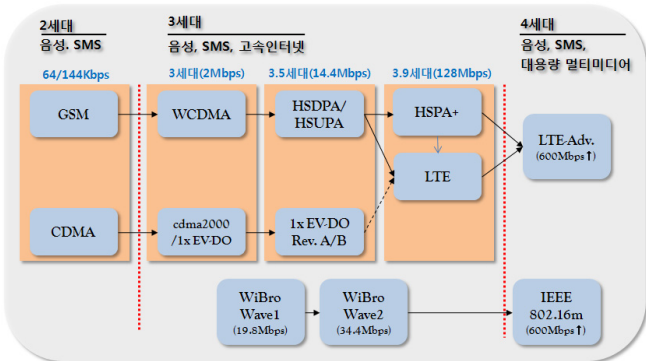 2세대
음성. SMS
3세대
음성, SMS, 고속인터넷
4세대
음성, SMS,
대용량 멀티미디어
64/144Kbps
3세대(2Mbps)
3.5세대(14.4Mbps)
3.9세대(128Mbps)
GSM
WCDMA
HSDPA/
HSUPA
HSPA+
LTE
LTE-Adv.
(600Mbps↑)
CDMA
cdma2000
/1x EV-DO
1x EV-DO
Rev. A/B
WiBro
Wave1
(19.8Mbps)
WiBro
Wave2
(34.4Mbps)
IEEE
802.16m
(600Mbps↑)